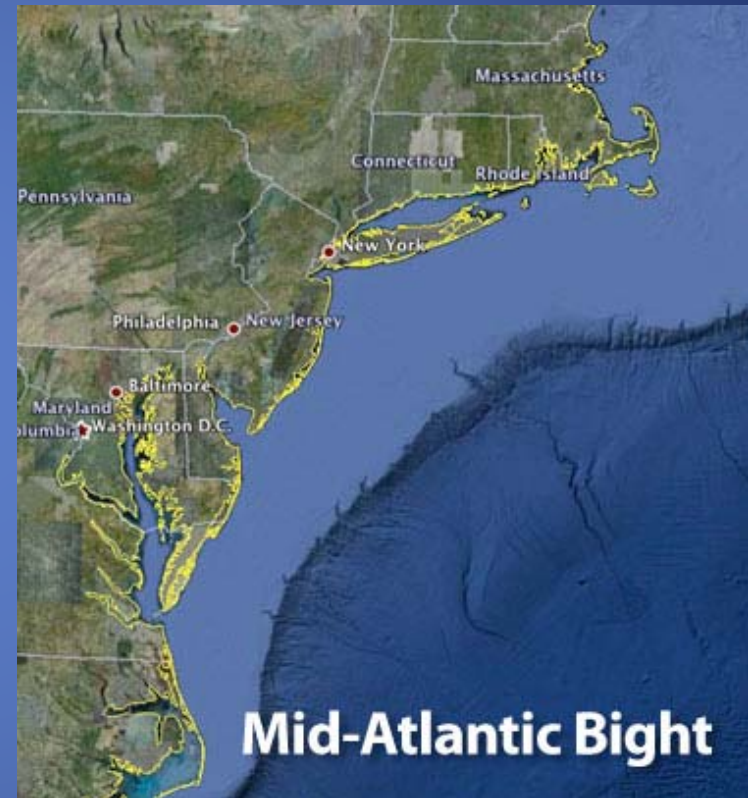 Massachusetts
Connecticut
Rhode Island
Pennsylvania
New York
Philadelphia
New Jersey
Baltimore
Maryland
olumbia
Washington D.C.
Mid-Atlantic Bight